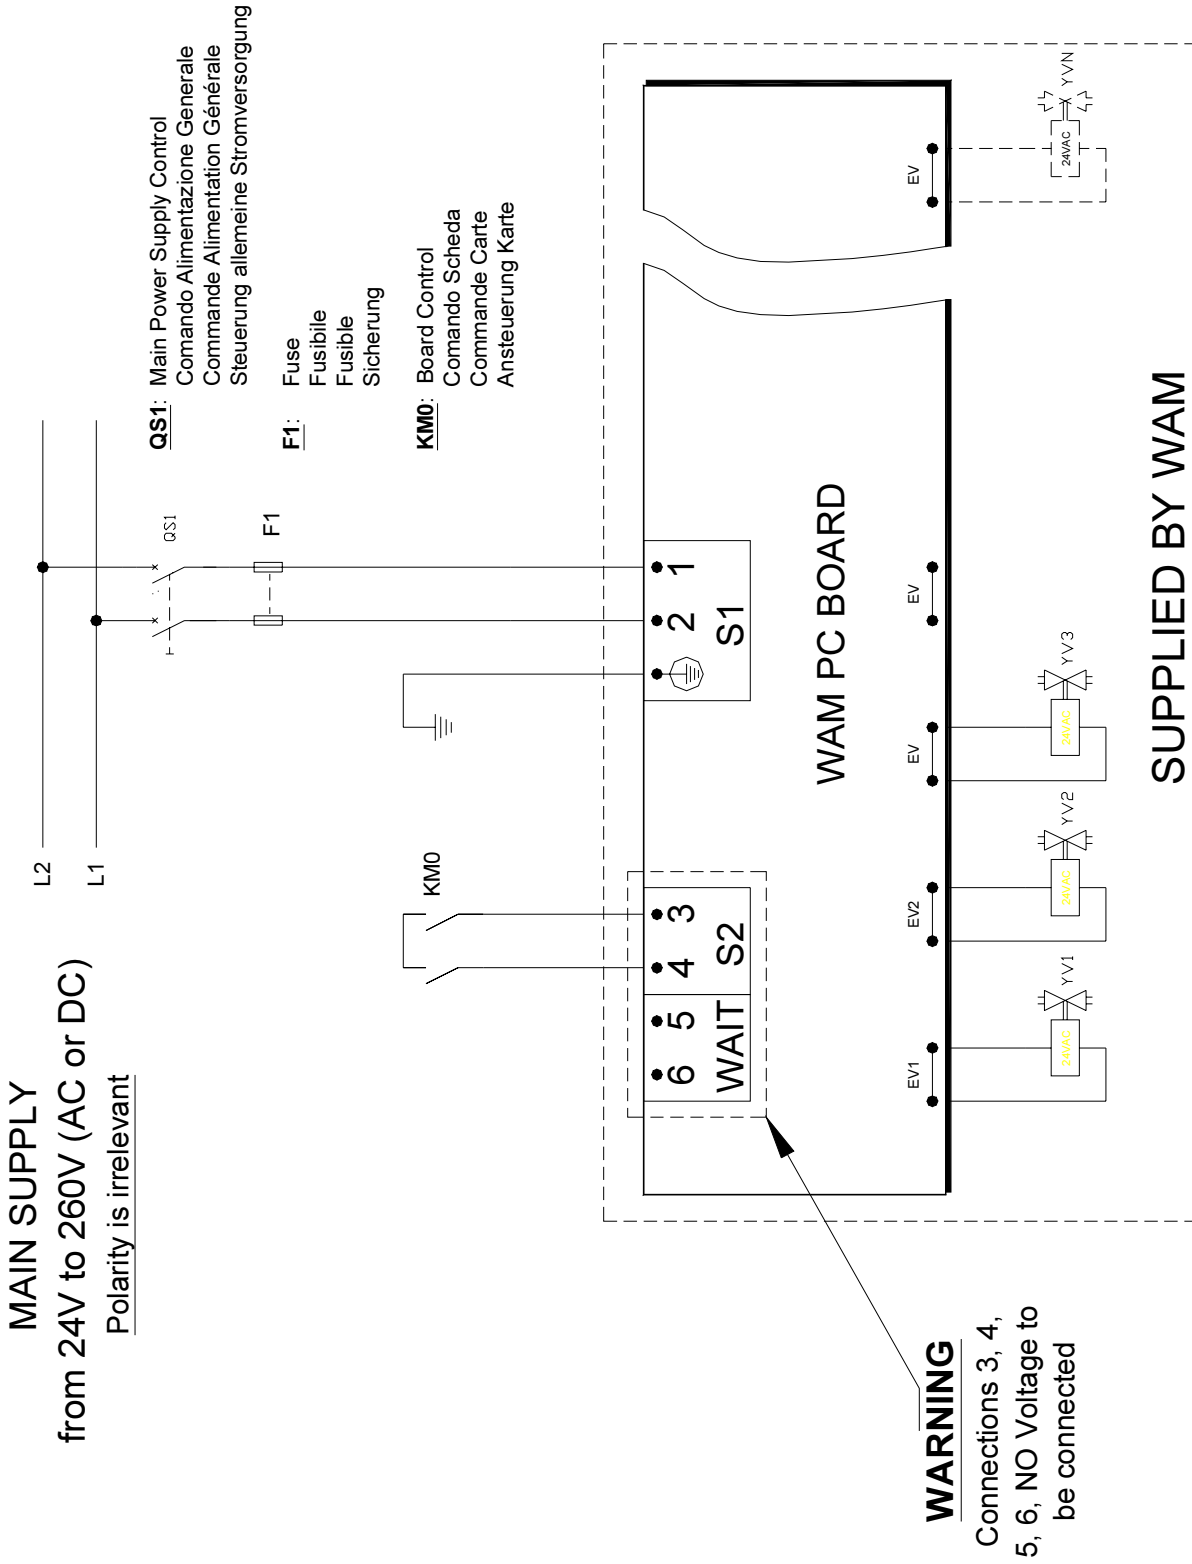 MAIN SUPPLY
from 24V to 260V (AC or DC)
Polarity is irrelevant
L2
L1
QS1
F1
QS1: Main Power Supply Control
Comando Alimentazione Generale
Commande Alimentation Générale
Steuerung allemeine Stromversorgung
F1: Fuse
Fusibile
Fusible
Sicherung
KM0: Board Control
Comando Scheda
Commande Carte
Ansteuerung Karte
KM0
6 5 4 3
WAIT S2
2 1
S1
WAM PC BOARD
EV1 EV2 EV EV EV
24VAC 24VAC 24VAC 24VAC
YV1 YV2 YV3 YVN
WARNING
Connections 3, 4,
5, 6, NO Voltage to
be connected
SUPPLIED BY WAM